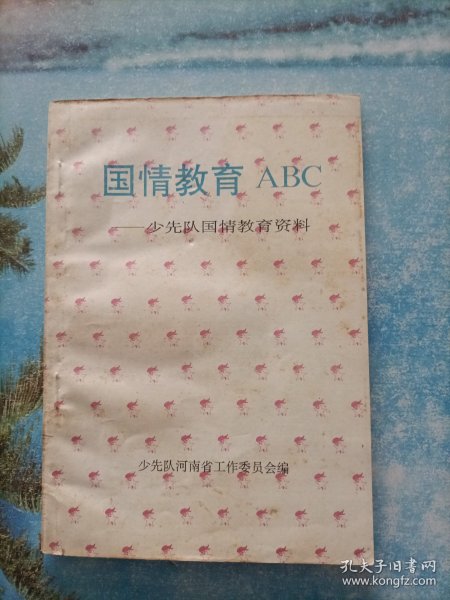 国情教育 ABC
——少先队国情教育资料
少先队河南省工作委员会编
孔夫子旧书网
www.kongfz.com